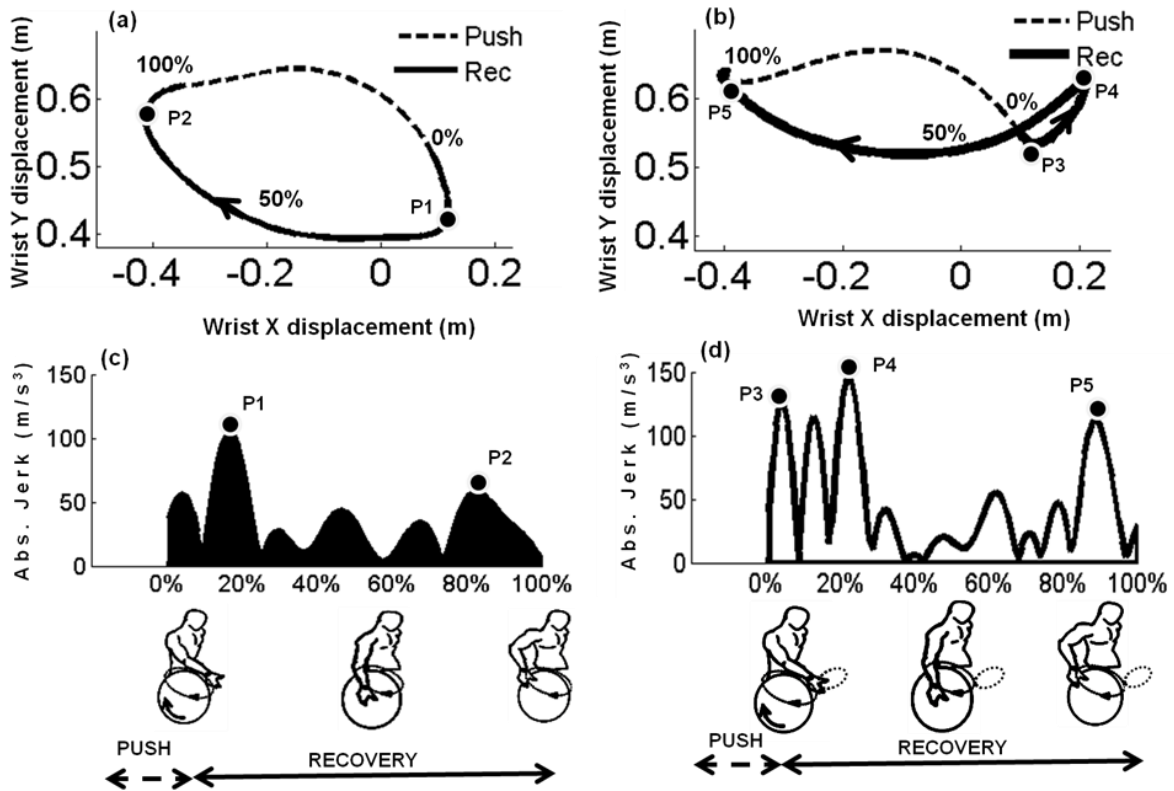 (a)
Wrist Y displacement (m)
0.6
0.5
0.4
-0.4
-0.2
0
0.2
Wrist X displacement (m)
Push
Rec
100%
P2
50%
0%
P1
(b)
Wrist Y displacement (m)
0.6
0.5
0.4
-0.4
-0.2
0
0.2
Wrist X displacement (m)
Push
Rec
100%
P5
50%
0%
P4
P3
(c)
Abs. Jerk (m/s³)
150
100
50
0
P1
P2
0%
20%
40%
60%
80%
100%
PUSH
RECOVERY
(d)
Abs. Jerk (m/s³)
150
100
50
0
P3
P4
P5
0%
20%
40%
60%
80%
100%
PUSH
RECOVERY